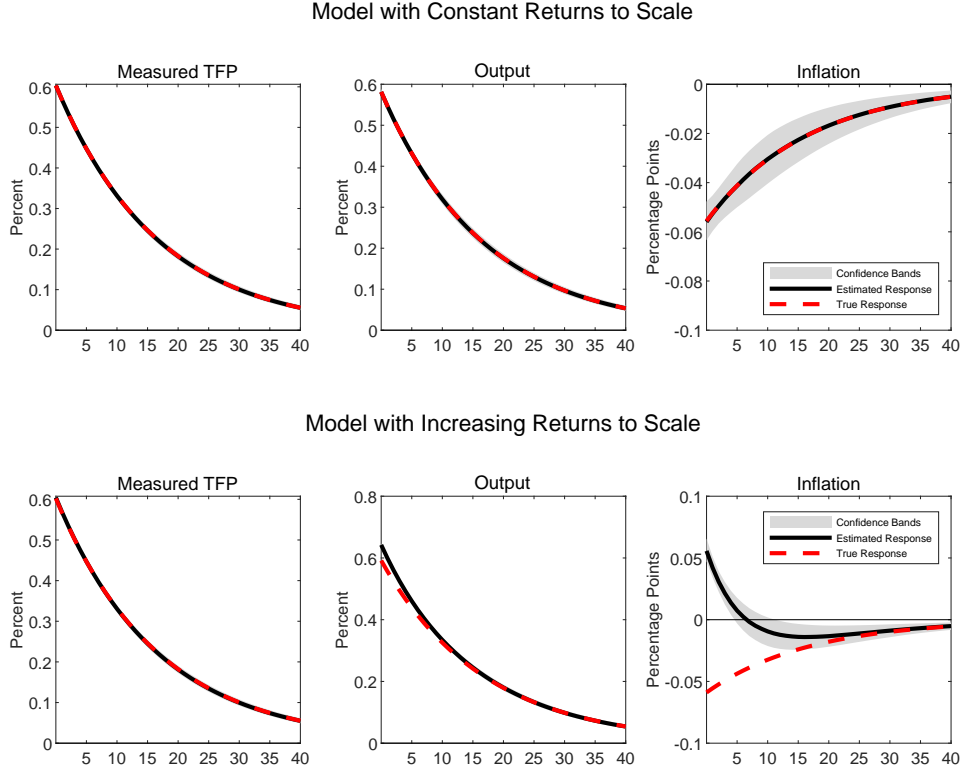 Model with Constant Returns to Scale
Measured TFP
Output
Inflation
Percent
0.6
0.5
0.4
0.3
0.2
0.1
0
5 10 15 20 25 30 35 40
Percent
0.6
0.5
0.4
0.3
0.2
0.1
0
5 10 15 20 25 30 35 40
Percentage Points
0
-0.02
-0.04
-0.06
-0.08
-0.1
5 10 15 20 25 30 35 40
Confidence Bands
Estimated Response
True Response
Model with Increasing Returns to Scale
Measured TFP
Output
Inflation
Percent
0.6
0.5
0.4
0.3
0.2
0.1
0
5 10 15 20 25 30 35 40
Percent
0.8
0.6
0.4
0.2
0
5 10 15 20 25 30 35 40
Percentage Points
0.1
0.05
0
-0.05
-0.1
5 10 15 20 25 30 35 40
Confidence Bands
Estimated Response
True Response